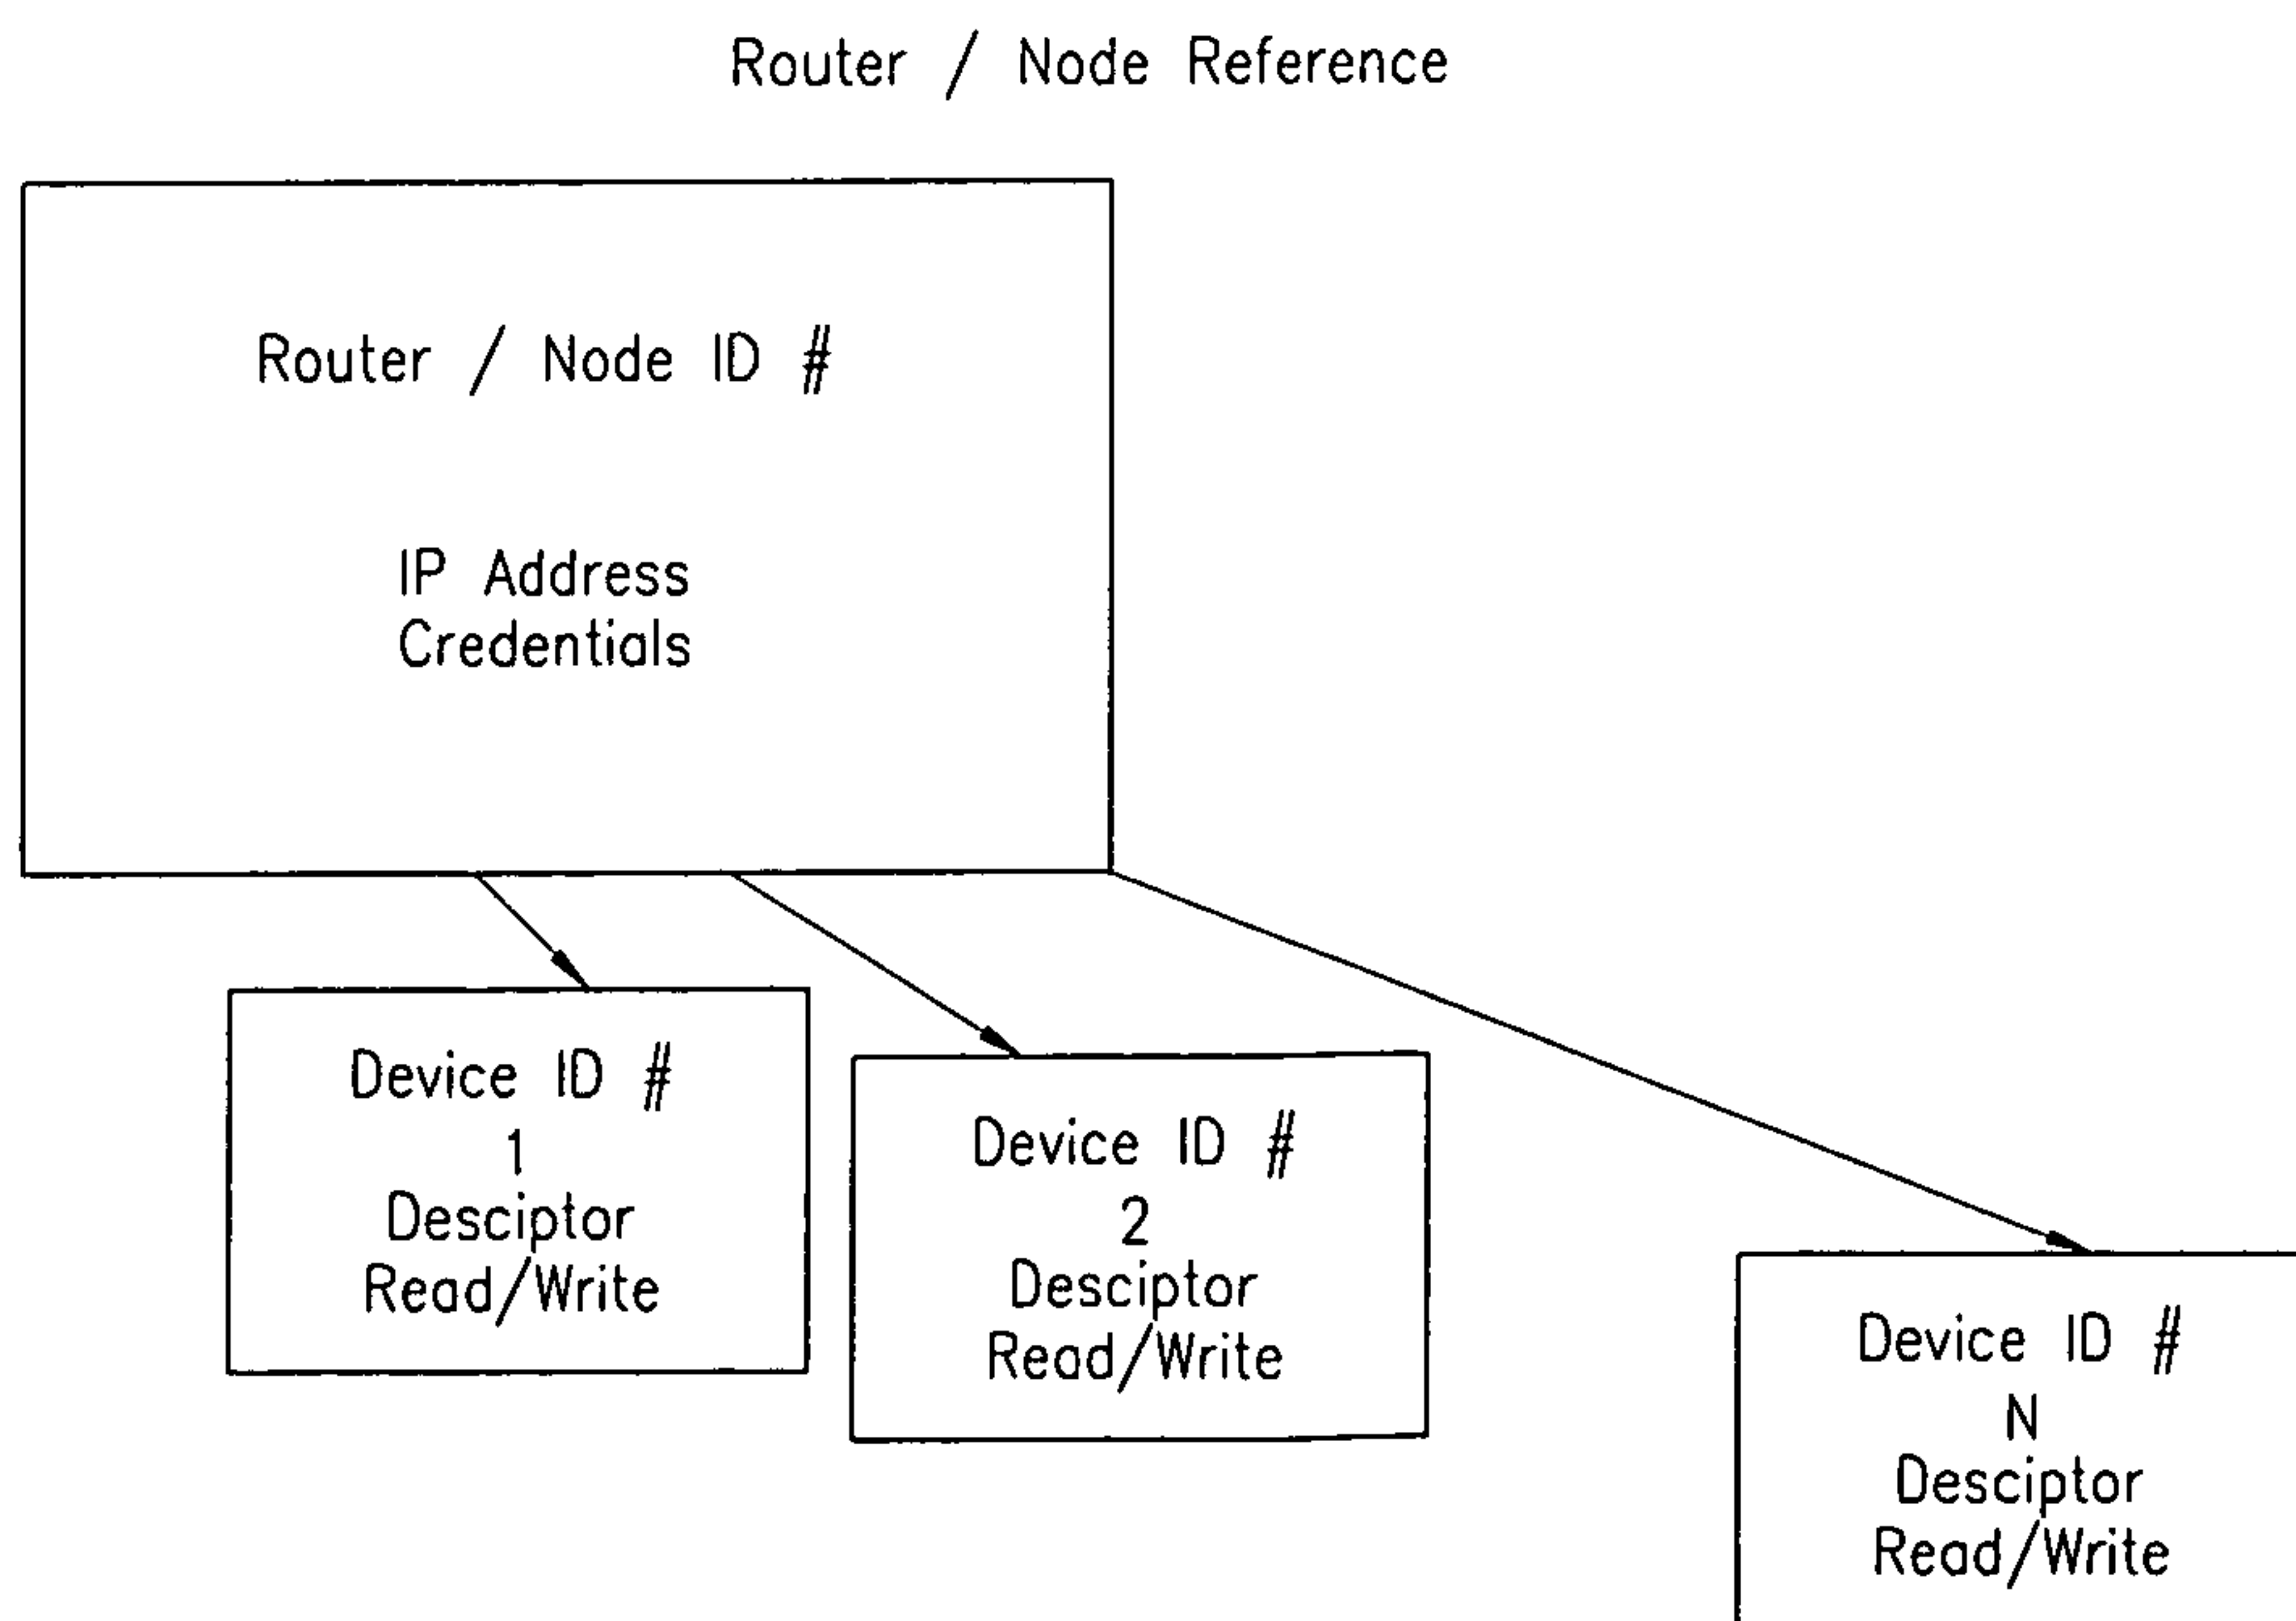 Router / Node Reference
Router / Node ID #
IP Address
Credentials
Device ID #
1
Desciptor
Read/Write
Device ID #
2
Desciptor
Read/Write
Device ID #
N
Desciptor
Read/Write